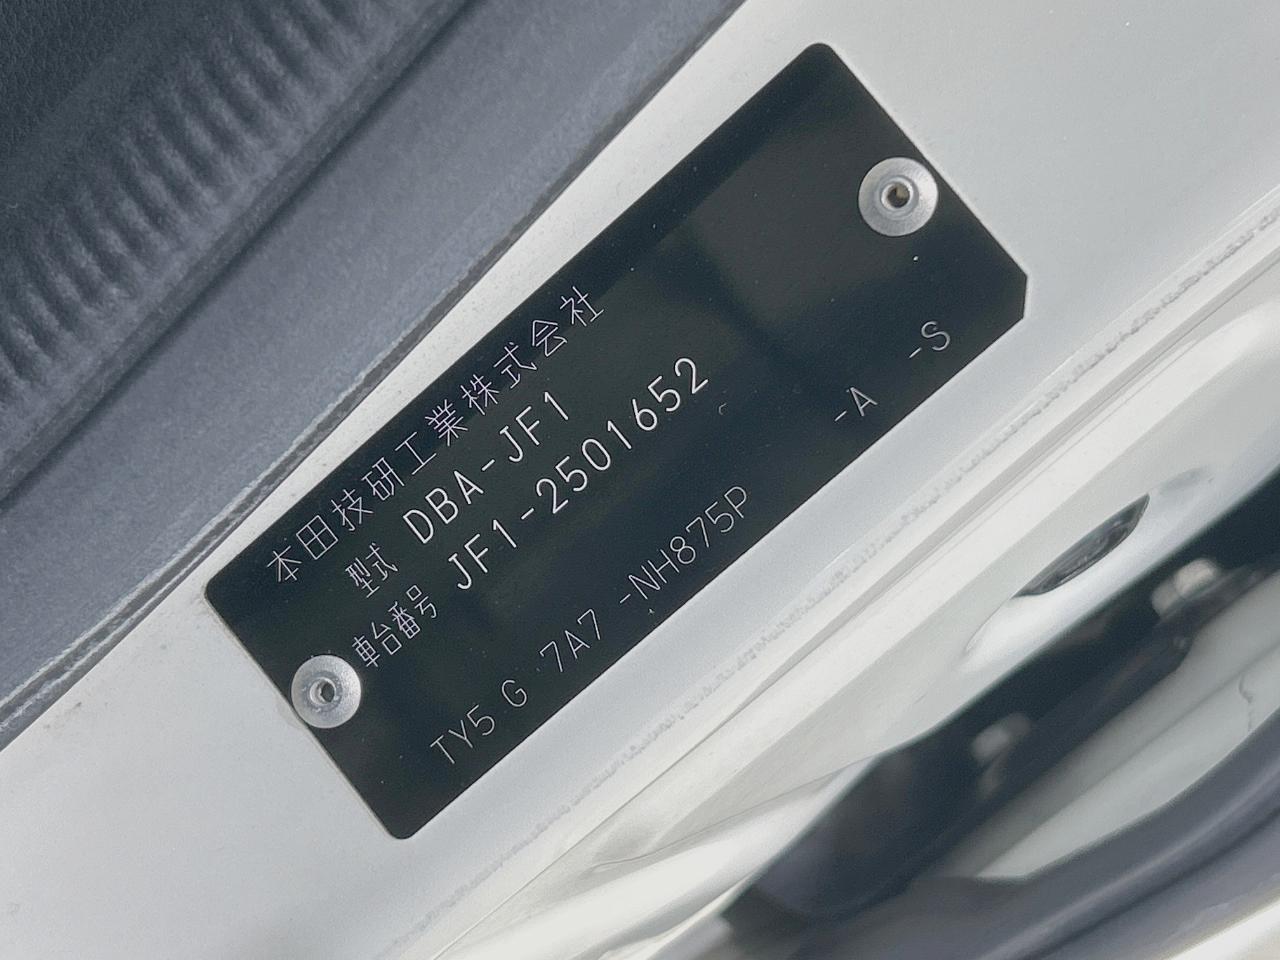 本田技研工業株式会社
型式 DBA-JF1
車台番号 JF1-2501652
TY5 G 7A7 -NH875P -A -S